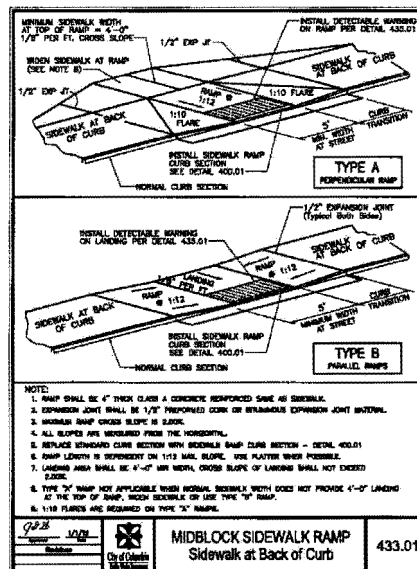 MINIMUM SIDEWALK WIDTH
AT TOP OF RAMP = 4'-0"
1/8" PER FT. CROSS SLOPE
INSTALL DETECTABLE WARNING
ON RAMP PER DETAIL 433.01
1/2" EXP JT
WIDEN SIDEWALK AT RAMP
(SEE NOTE 8)
1/2" EXP JT
RAMP @
1:12
1:10 FLARE
1:10
FLARE
SIDEWALK AT BACK
OF CURB
SIDEWALK AT BACK
OF CURB
5'
MIN. WIDTH
AT STREET
CURB
TRANSITION
INSTALL SIDEWALK RAMP
CURB SECTION
SEE DETAIL 400.01
NORMAL CURB SECTION
TYPE A
PERPENDICULAR RAMP
1/2" EXPANSION JOINT
(Typical Both Sides)
INSTALL DETECTABLE WARNING
ON LANDING PER DETAIL 435.01
SIDEWALK AT BACK
OF CURB
RAMP
@ 1:12
LANDING
PER FT.
RAMP
@ 1:12
SIDEWALK AT BACK
OF CURB
5'
MINIMUM WIDTH
AT STREET
CURB
TRANSITION
INSTALL SIDEWALK RAMP
CURB SECTION
SEE DETAIL 400.01
NORMAL CURB SECTION
TYPE B
PARALLEL RAMPS
NOTE:
1. RAMP SHALL BE 4" THICK CLASS A CONCRETE REINFORCED SAME AS SIDEWALK.
2. EXPANSION JOINT SHALL BE 1/2" PREFORMED CORK OR BITUMINOUS EXPANSION JOINT MATERIAL.
3. MAXIMUM RAMP CROSS SLOPE IS 2.00%.
4. ALL SLOPES ARE MEASURED FROM THE HORIZONTAL.
5. REPLACE STANDARD CURB SECTION WITH SIDEWALK RAMP CURB SECTION - DETAIL 400.01
6. RAMP LENGTH IS DEPENDENT ON 1:12 MAX SLOPE. USE FLATTER WHEN POSSIBLE.
7. LANDING AREA SHALL BE 4'-0" MIN WIDTH, CROSS SLOPE OF LANDING SHALL NOT EXCEED
2.00%.
8. TYPE "A" RAMP NOT APPLICABLE WHEN NORMAL SIDEWALK WIDTH DOES NOT PROVIDE 4'-0" LANDING
AT THE TOP OF RAMP. WIDEN SIDEWALK OR USE TYPE "B" RAMP.
9. 1:10 FLARES ARE REQUIRED ON TYPE "A" RAMPS.
Approved
Revisions
City of Columbia
MIDBLOCK SIDEWALK RAMP
Sidewalk at Back of Curb
433.01